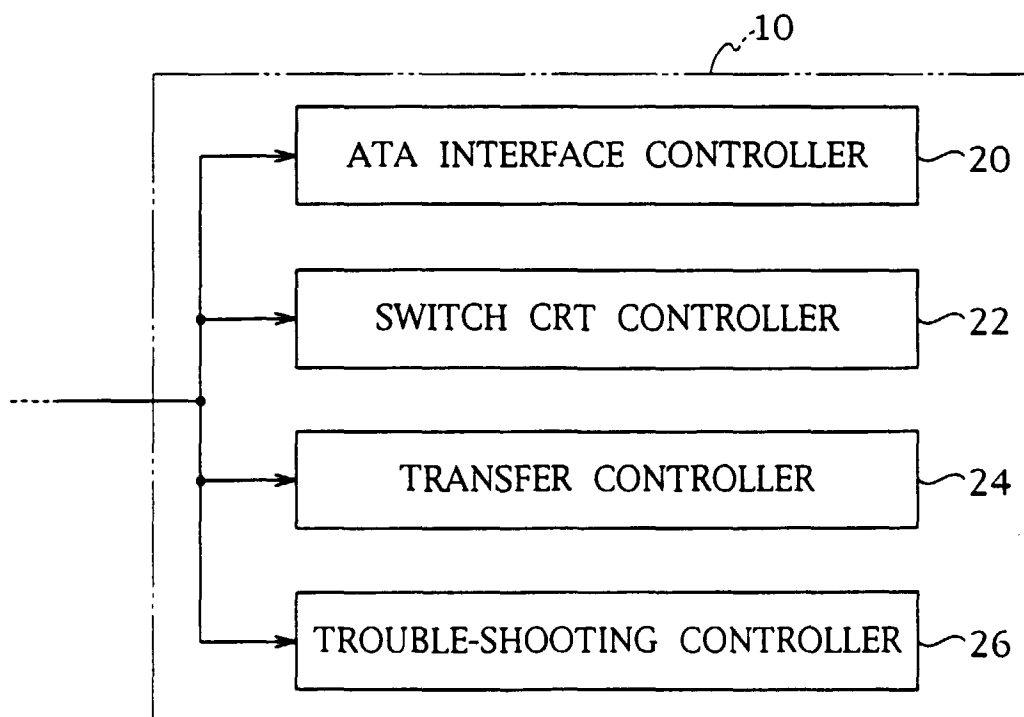 10
ATA INTERFACE CONTROLLER 20
SWITCH CRT CONTROLLER 22
TRANSFER CONTROLLER 24
TROUBLE-SHOOTING CONTROLLER 26